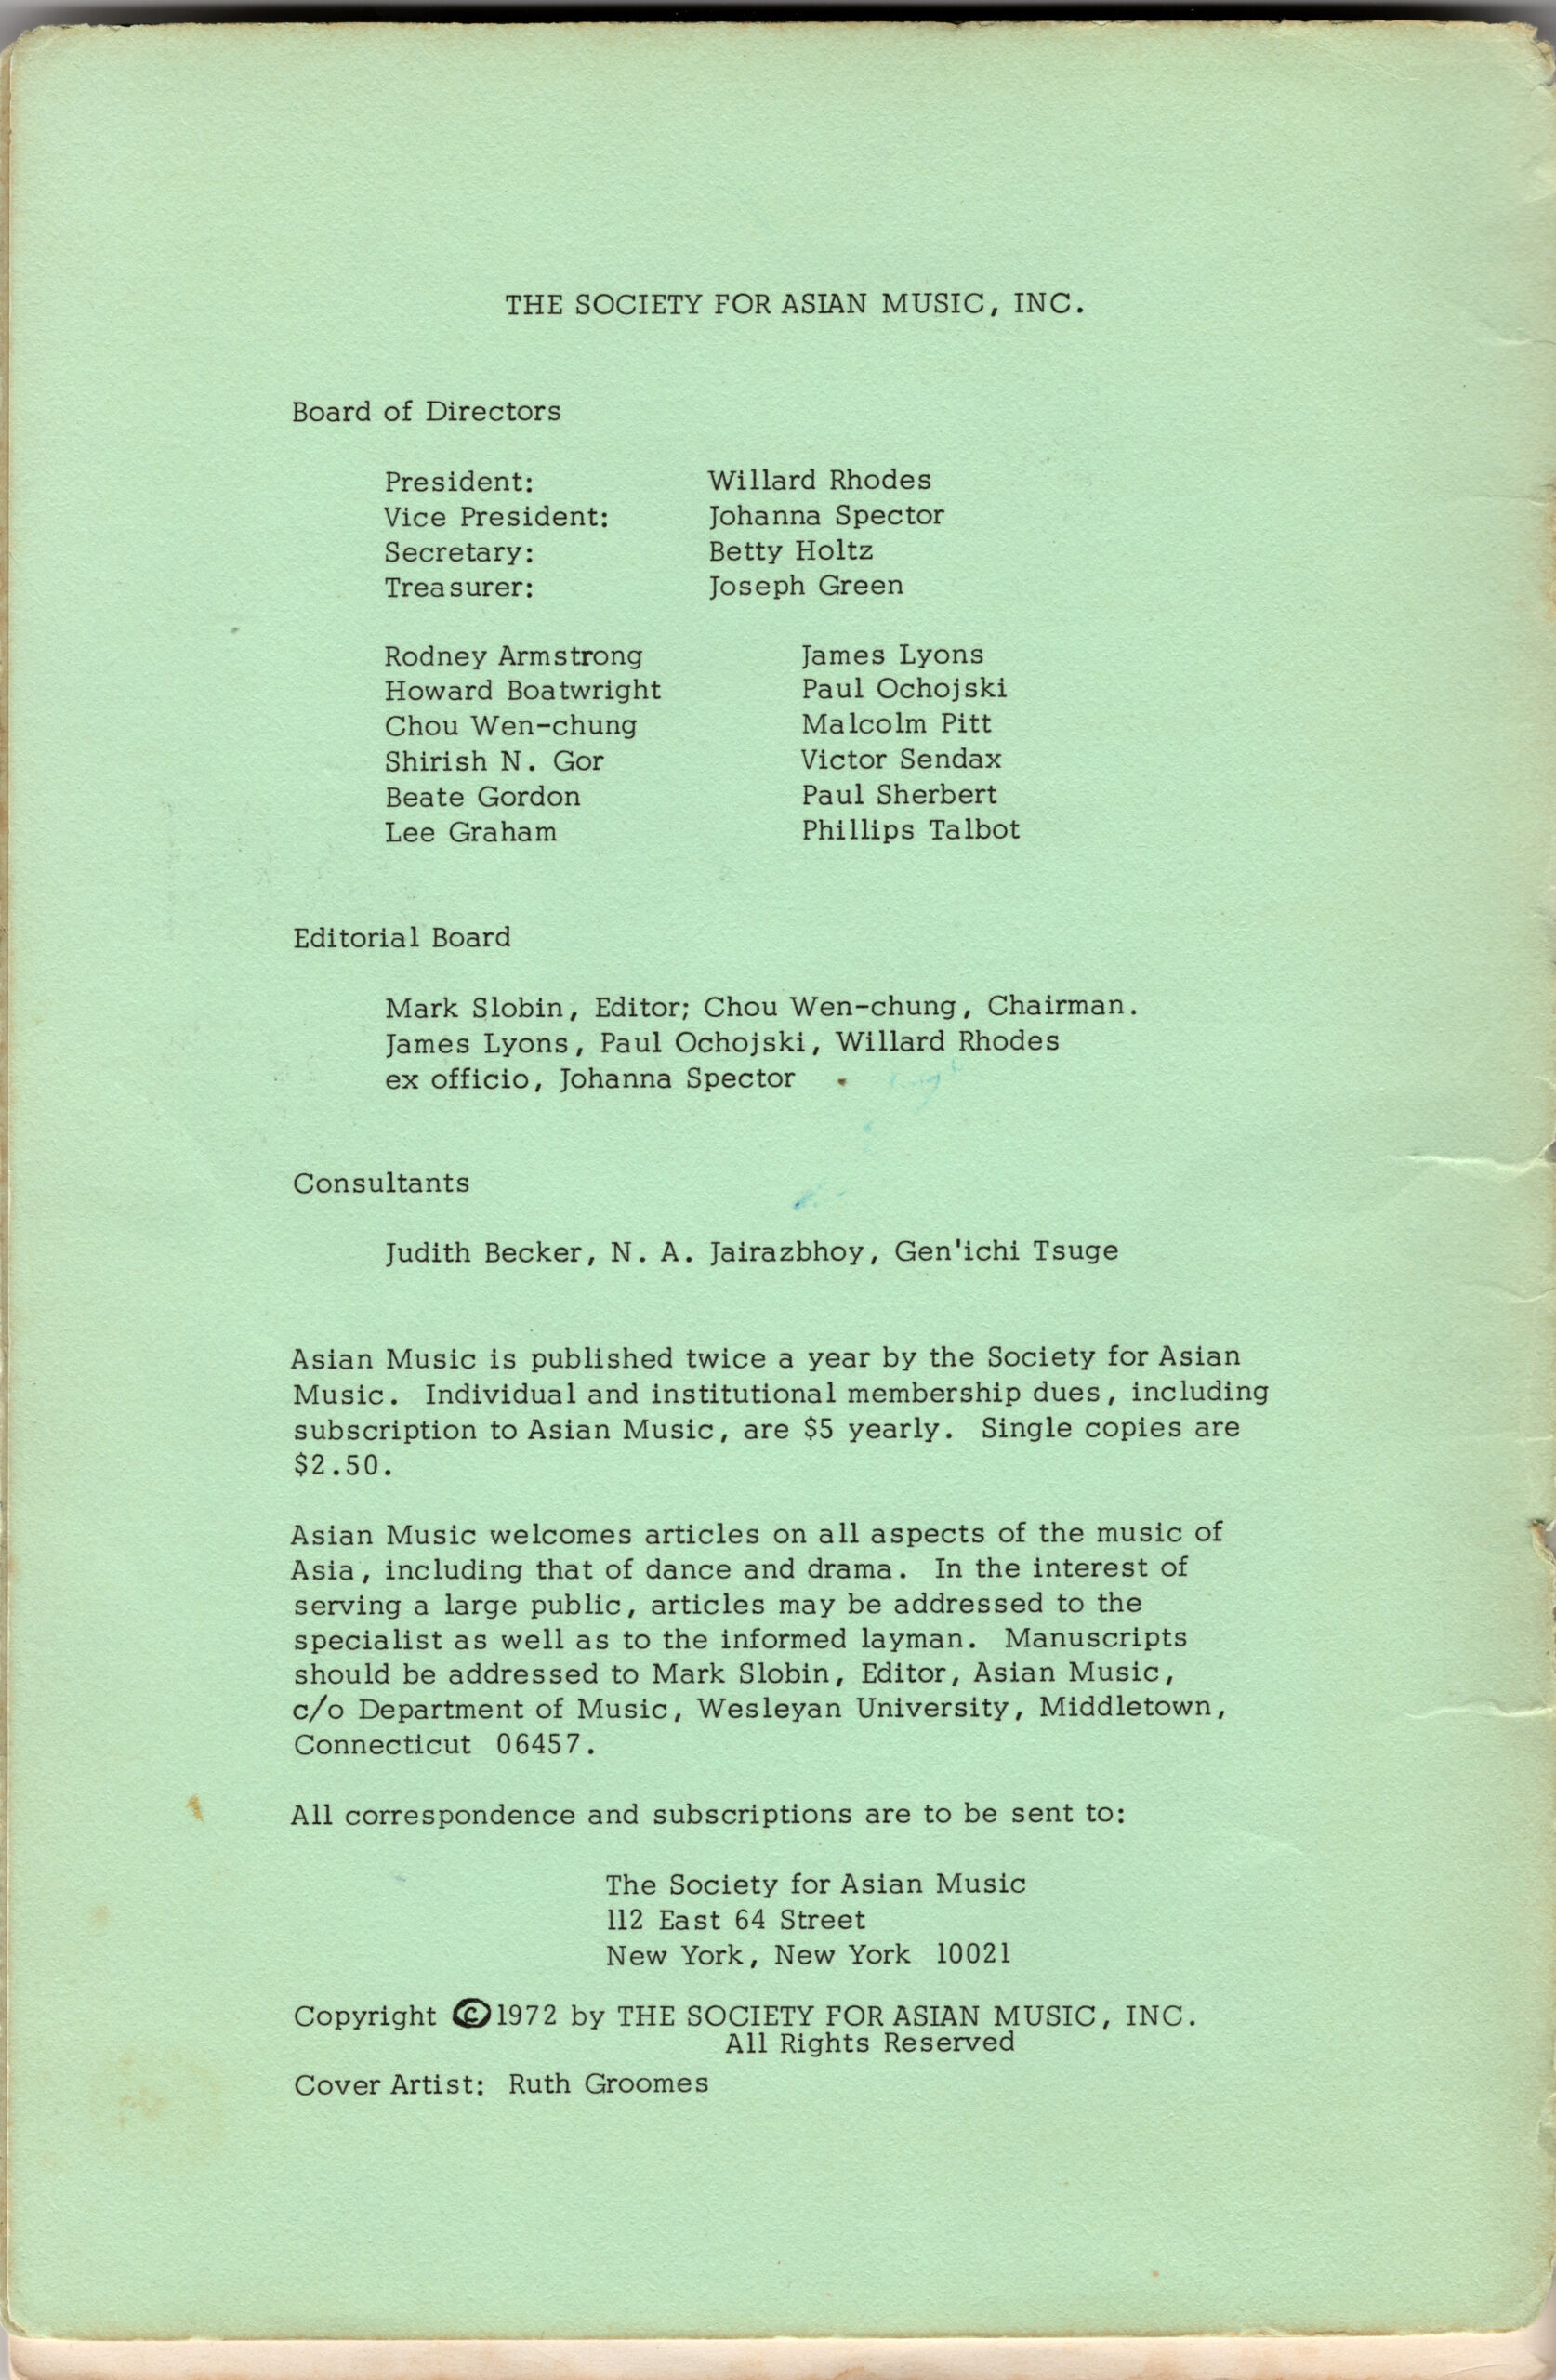 THE SOCIETY FOR ASIAN MUSIC, INC.
Board of Directors
President: Willard Rhodes
Vice President: Johanna Spector
Secretary: Betty Holtz
Treasurer: Joseph Green
Rodney Armstrong James Lyons
Howard Boatwright Paul Ochojski
Chou Wen-chung Malcolm Pitt
Shirish N. Gor Victor Sendax
Beate Gordon Paul Sherbert
Lee Graham Phillips Talbot
Editorial Board
Mark Slobin, Editor; Chou Wen-chung, Chairman.
James Lyons, Paul Ochojski, Willard Rhodes
ex officio, Johanna Spector
Consultants
Judith Becker, N. A. Jairazbhoy, Gen'ichi Tsuge
Asian Music is published twice a year by the Society for Asian
Music. Individual and institutional membership dues, including
subscription to Asian Music, are $5 yearly. Single copies are
$2.50.
Asian Music welcomes articles on all aspects of the music of
Asia, including that of dance and drama. In the interest of
serving a large public, articles may be addressed to the
specialist as well as to the informed layman. Manuscripts
should be addressed to Mark Slobin, Editor, Asian Music,
c/o Department of Music, Wesleyan University, Middletown,
Connecticut 06457.
All correspondence and subscriptions are to be sent to:
The Society for Asian Music
112 East 64 Street
New York, New York 10021
Copyright ©1972 by THE SOCIETY FOR ASIAN MUSIC, INC.
All Rights Reserved
Cover Artist: Ruth Groomes